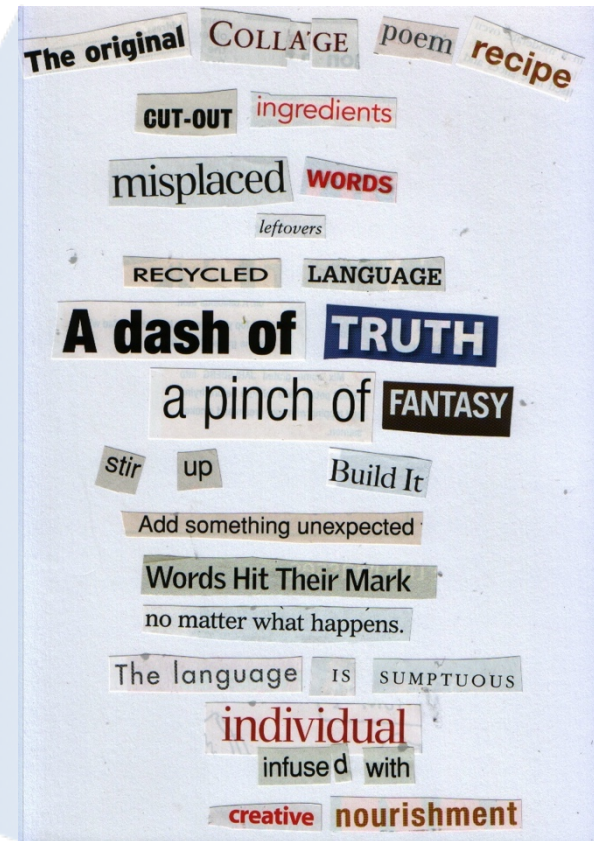 The original COLLAGE poem recipe
CUT-OUT ingredients
misplaced WORDS
leftovers
RECYCLED LANGUAGE
A dash of TRUTH
a pinch of FANTASY
stir up Build It
Add something unexpected
Words Hit Their Mark
no matter what happens.
The language IS SUMPTUOUS
individual
infused with
creative nourishment